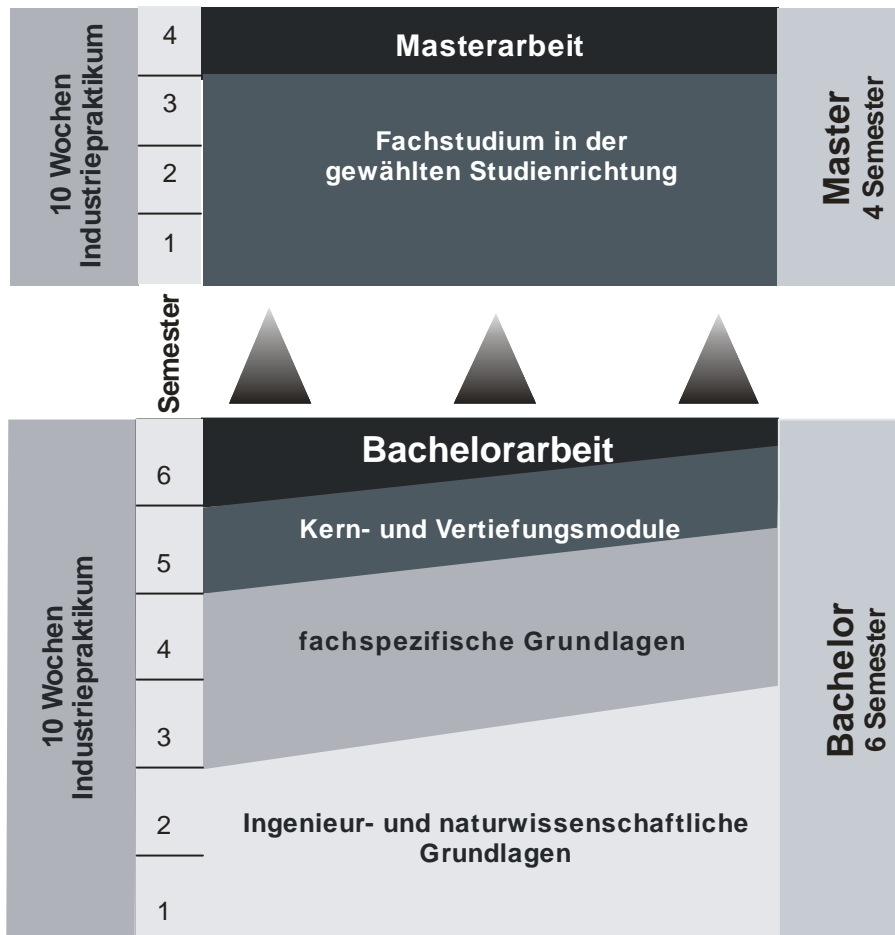 10 Wochen
Industriepraktikum
4
3
2
1
Masterarbeit
Fachstudium in der
gewählten Studienrichtung
Master
4 Semester
Semester
10 Wochen
Industriepraktikum
6
5
4
3
2
1
Bachelorarbeit
Kern- und Vertiefungsmodule
fachspezifische Grundlagen
Ingenieur- und naturwissenschaftliche
Grundlagen
Bachelor
6 Semester